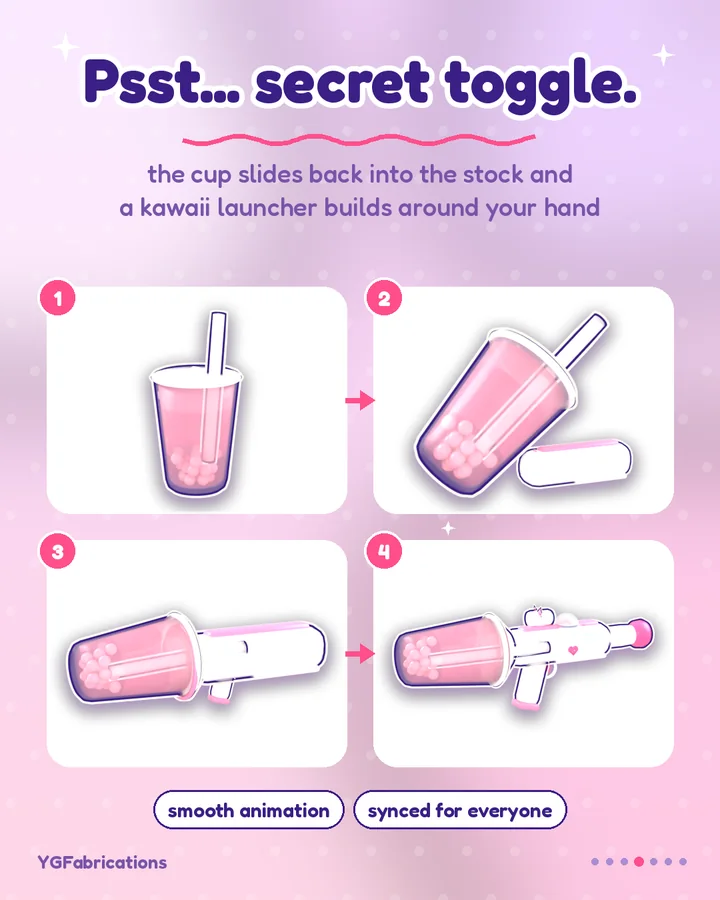 Psst... secret toggle.
the cup slides back into the stock and
a kawaii launcher builds around your hand
1
2
3
4
smooth animation
synced for everyone
YGFabrications